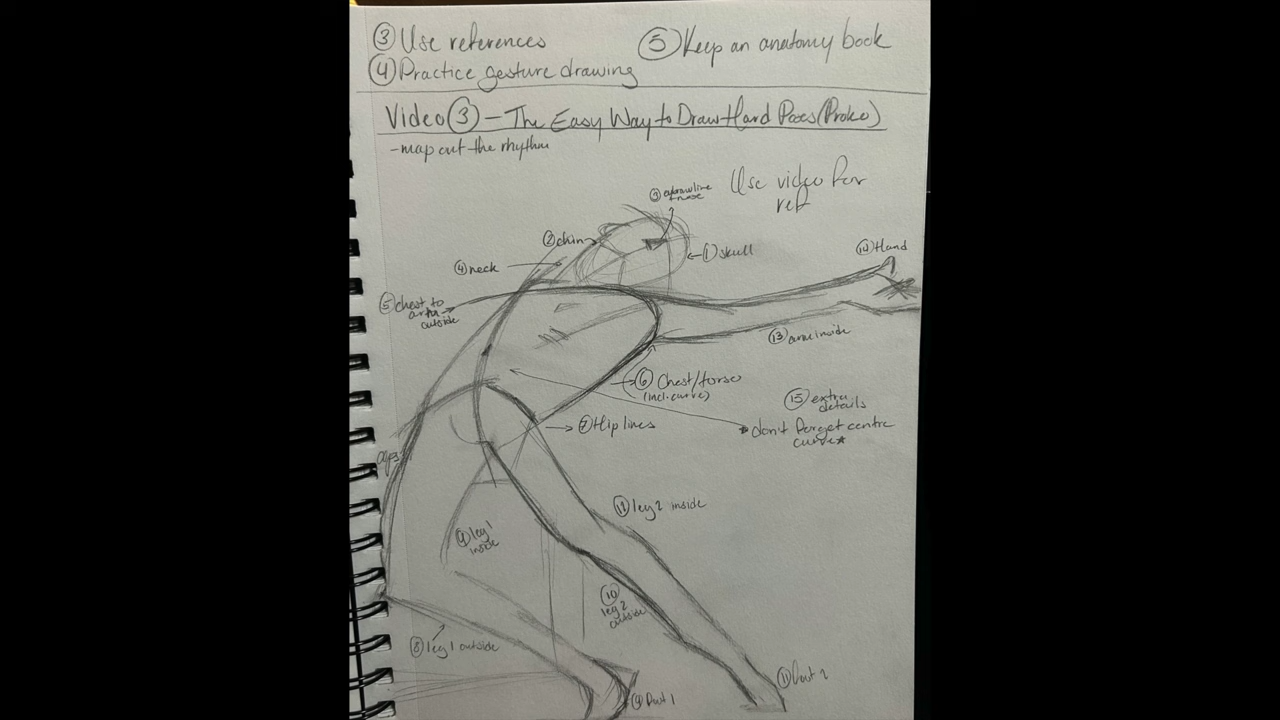 ③ Use references
⑤ Keep an anatomy book
④ Practice gesture drawing
Video ③ - The Easy Way to Draw Hard Poses (Proko)
- map out the rhythm
Use video for
ref
③
nose
② chin
① skull
⑭ Hand
④ neck
⑤ chest to
arm
outside
⑬ arm inside
⑥ Chest/torso
(incl. curve)
⑮ extra
details
⑦ Hip lines
* don't forget centre
curve *
⑫ leg 2 inside
⑨ leg 1
inside
⑩
leg 2
outside
⑧ leg 1 outside
⑪ Foot 2
Foot 1